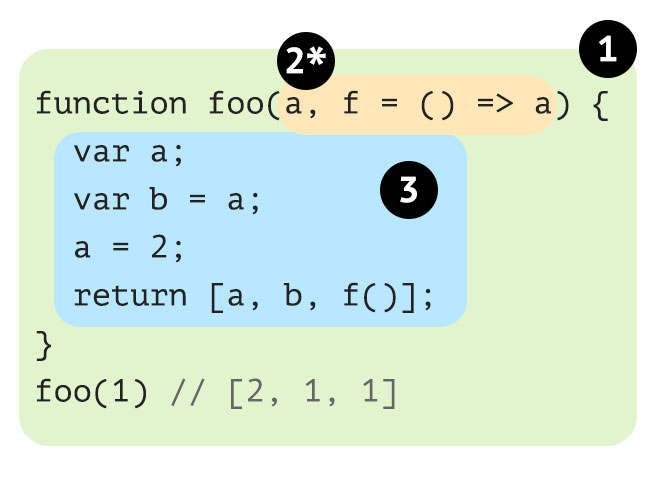 1
2*
function foo(a, f = () => a) {
var a;
var b = a;
3
a = 2;
return [a, b, f()];
}
foo(1) // [2, 1, 1]